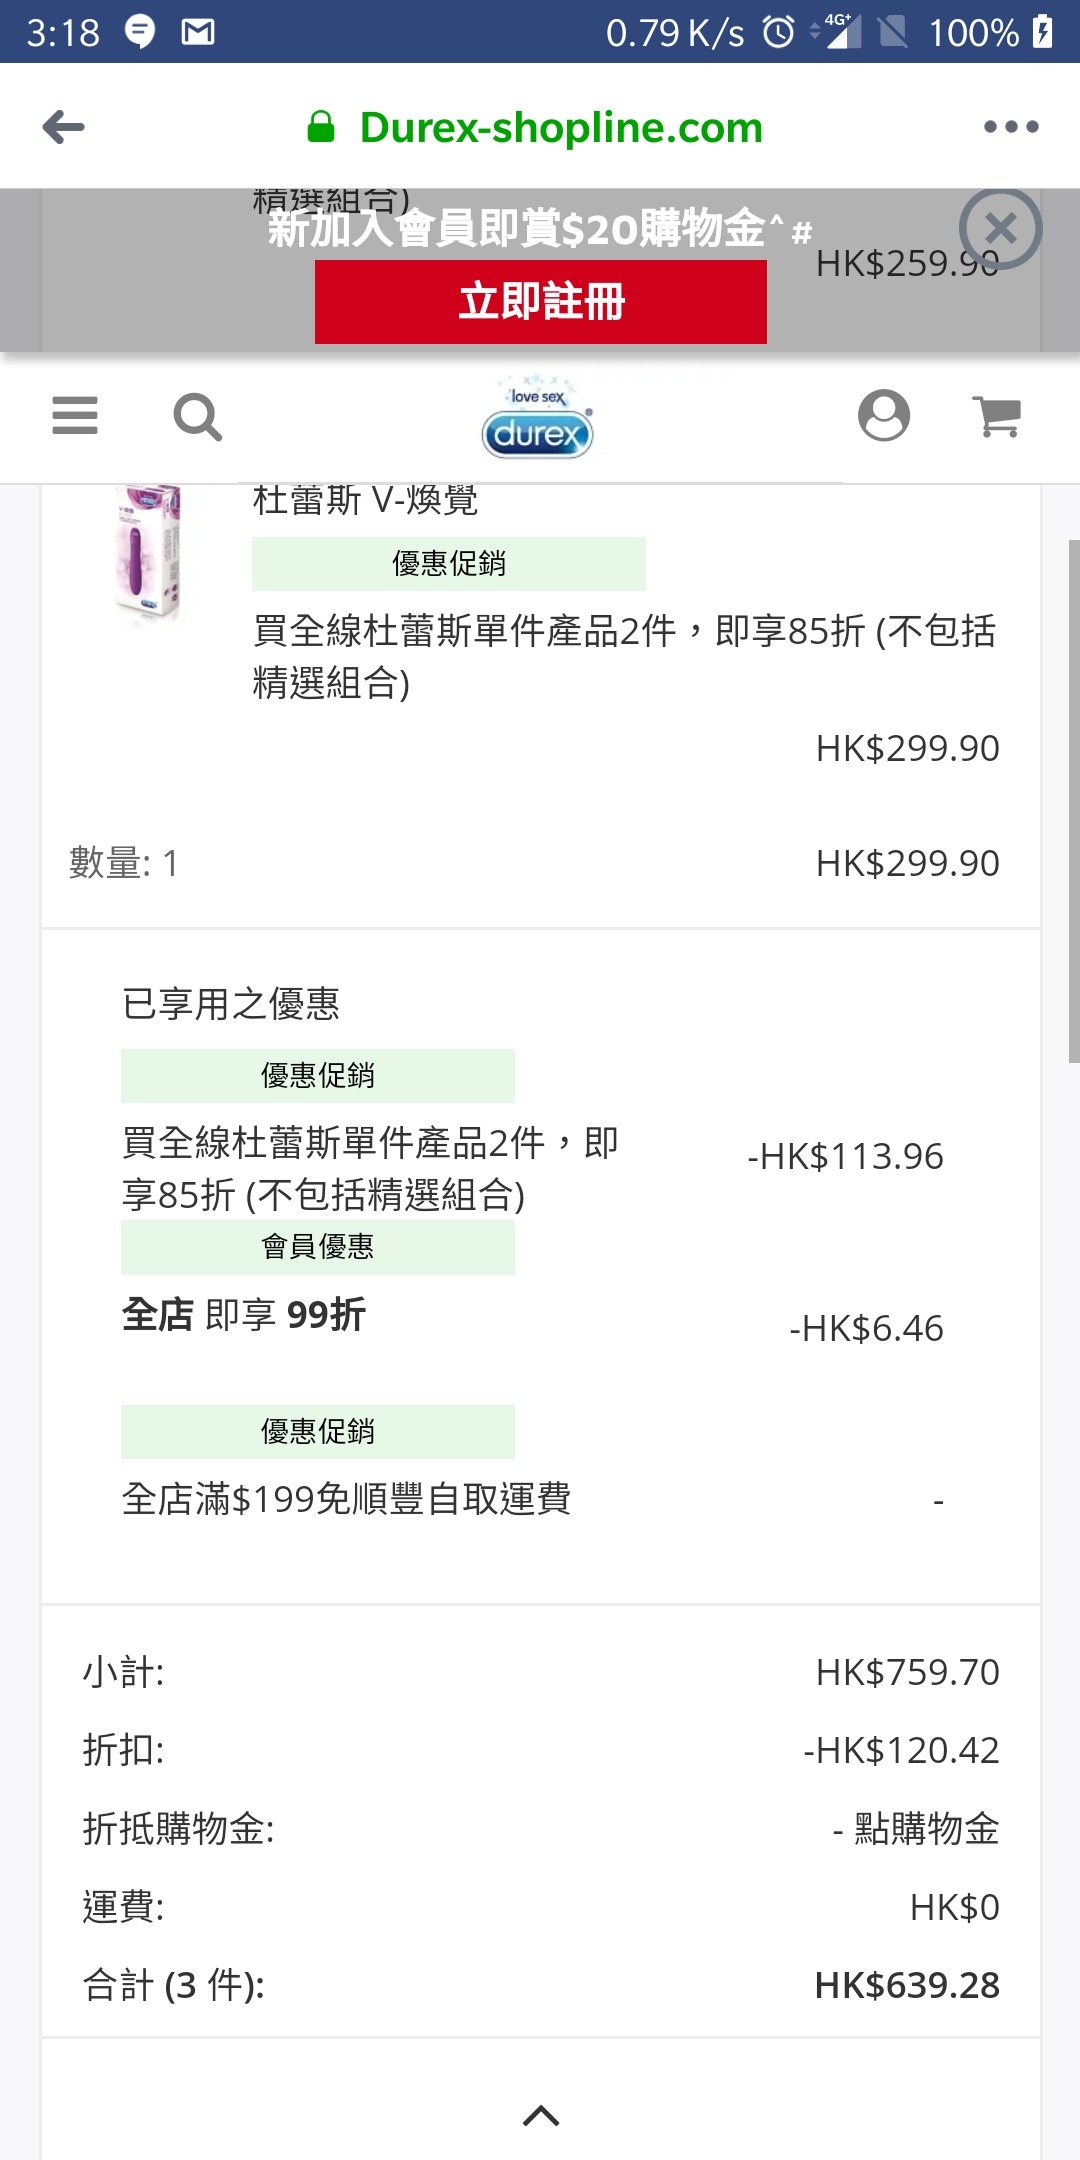 3:18
0.79 K/s
4G+
100%
Durex-shopline.com
精選組合)
新加入會員即賞$20購物金^#
HK$259.90
立即註冊
love sex
durex®
杜蕾斯 V-煥覺
優惠促銷
買全線杜蕾斯單件產品2件，即享85折 (不包括
精選組合)
HK$299.90
數量: 1
HK$299.90
已享用之優惠
優惠促銷
買全線杜蕾斯單件產品2件，即
享85折 (不包括精選組合)
-HK$113.96
會員優惠
全店 即享 99折
-HK$6.46
優惠促銷
全店滿$199免順豐自取運費
-
小計:
HK$759.70
折扣:
-HK$120.42
折抵購物金:
- 點購物金
運費:
HK$0
合計 (3 件):
HK$639.28